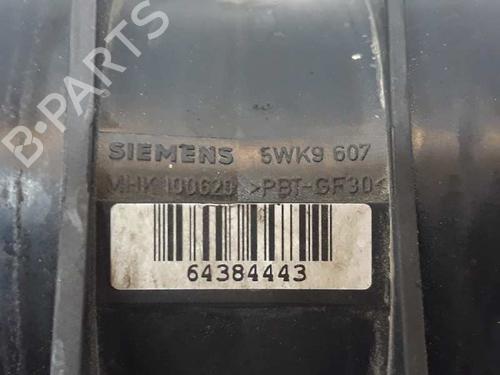 B-PARTS
SIEMENS 5WK9 607
MHK 100620 >PBT-GF30<
64384443